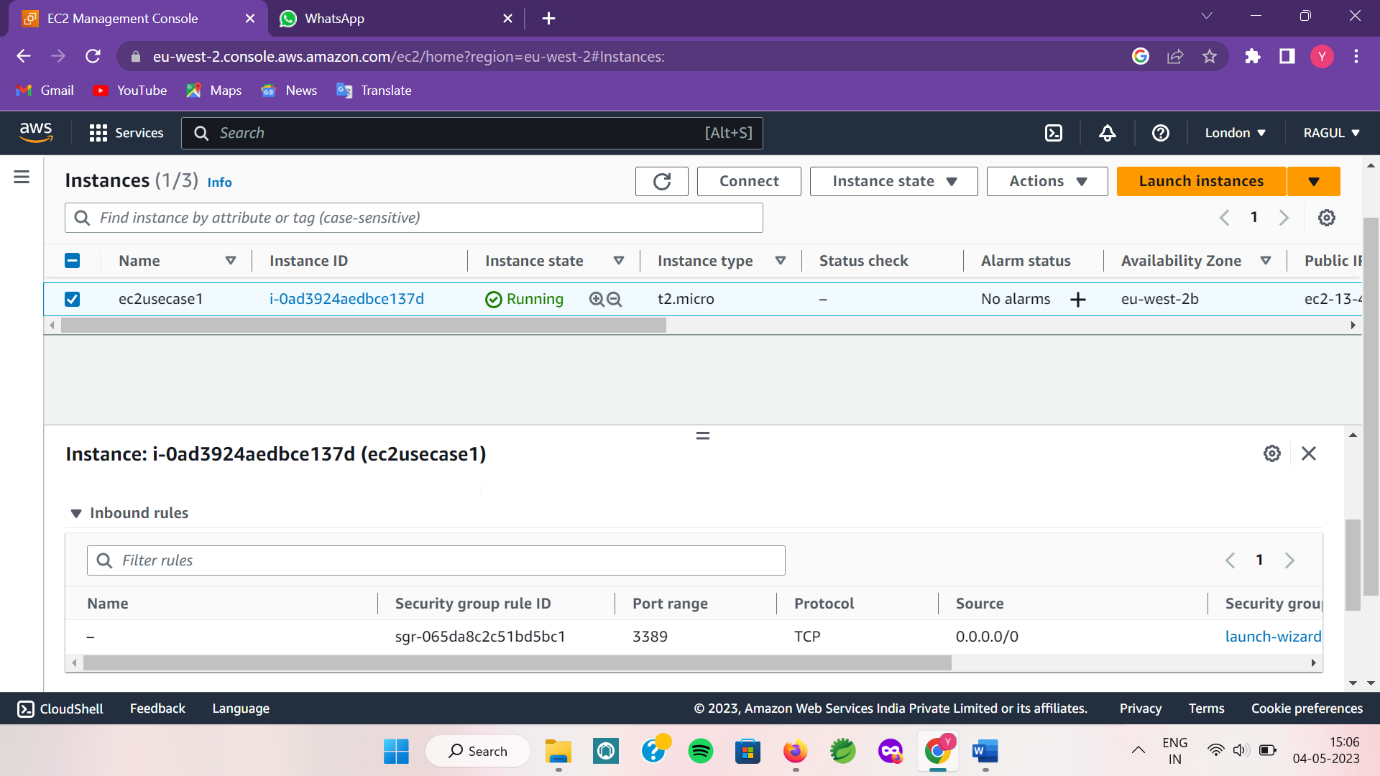 EC2 Management Console
WhatsApp
eu-west-2.console.aws.amazon.com/ec2/home?region=eu-west-2#Instances:
Y
Gmail
YouTube
Maps
News
Translate
aws
Services
Search
[Alt+S]
London
RAGUL
Instances (1/3) Info
Connect
Instance state
Actions
Launch instances
Find instance by attribute or tag (case-sensitive)
1
Name
Instance ID
Instance state
Instance type
Status check
Alarm status
Availability Zone
Public IP
ec2usecase1
i-0ad3924aedbce137d
Running
t2.micro
–
No alarms
eu-west-2b
ec2-13-4
Instance: i-0ad3924aedbce137d (ec2usecase1)
Inbound rules
Filter rules
1
Name
Security group rule ID
Port range
Protocol
Source
Security grou
–
sgr-065da8c2c51bd5bc1
3389
TCP
0.0.0.0/0
launch-wizard
CloudShell
Feedback
Language
© 2023, Amazon Web Services India Private Limited or its affiliates.
Privacy
Terms
Cookie preferences
Search
ENG
IN
15:06
04-05-2023